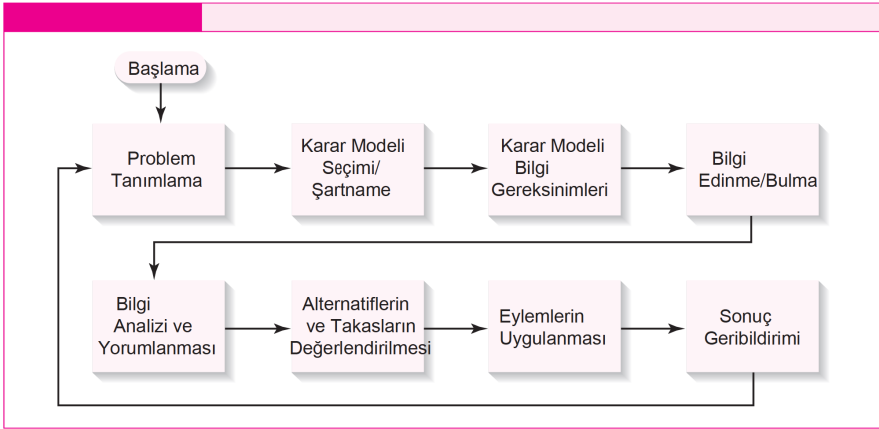 Başlama
Problem
Tanımlama
Karar Modeli
Seçimi/
Şartname
Karar Modeli
Bilgi
Gereksinimleri
Bilgi
Edinme/Bulma
Bilgi
Analizi ve
Yorumlanması
Alternatiflerin
ve Takasların
Değerlendirilmesi
Eylemlerin
Uygulanması
Sonuç
Geribildirimi